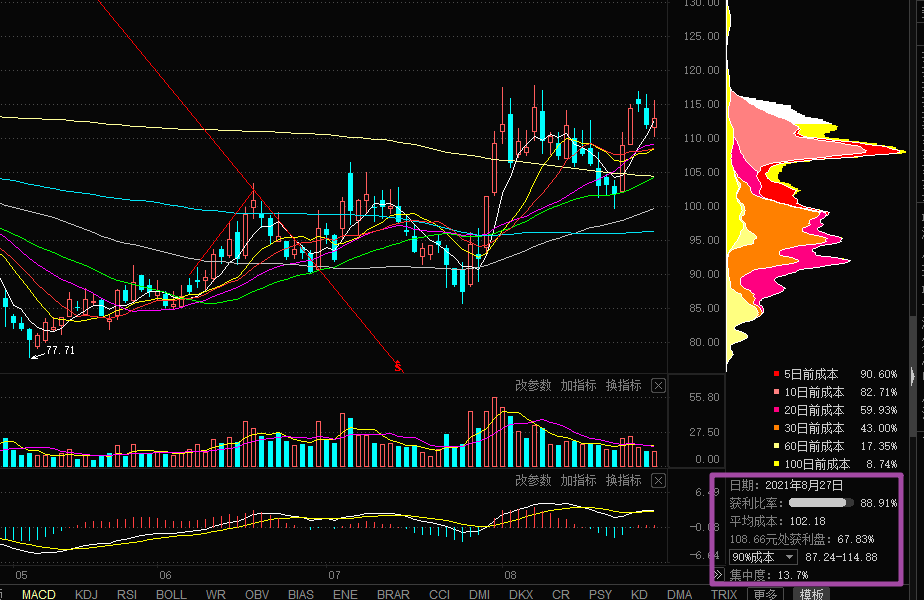 130.00
125.00
120.00
115.00
110.00
105.00
100.00
95.00
90.00
85.00
80.00
77.71
$
5日前成本 90.60%
10日前成本 82.71%
20日前成本 59.93%
30日前成本 43.00%
60日前成本 17.35%
100日前成本 8.74%
改参数 加指标 换指标
55.80
27.50
0.00
改参数 加指标 换指标
日期: 2021年8月27日
获利比率: 88.91%
平均成本: 102.18
108.66元处获利盘: 67.83%
90%成本 87.24-114.88
集中度: 13.7%
05 06 07 08
MACD KDJ RSI BOLL WR OBV BIAS ENE BRAR CCI DMI DKX CR PSY KD DMA TRIX 更多 模板